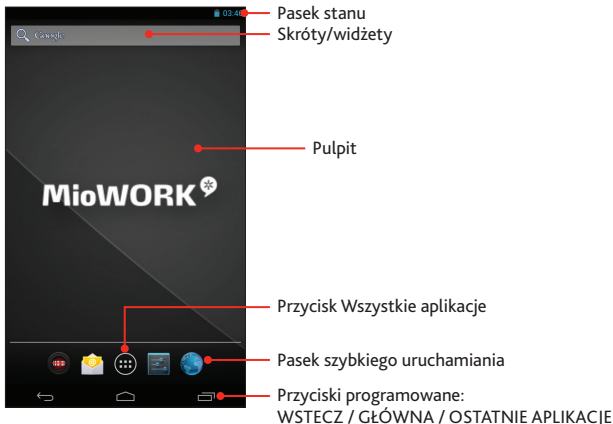 03:46
Pasek stanu
Google
Skróty/widżety
Pulpit
MioWORK
Przycisk Wszystkie aplikacje
Pasek szybkiego uruchamiania
Przyciski programowane:
WSTECZ / GŁÓWNA / OSTATNIE APLIKACJE